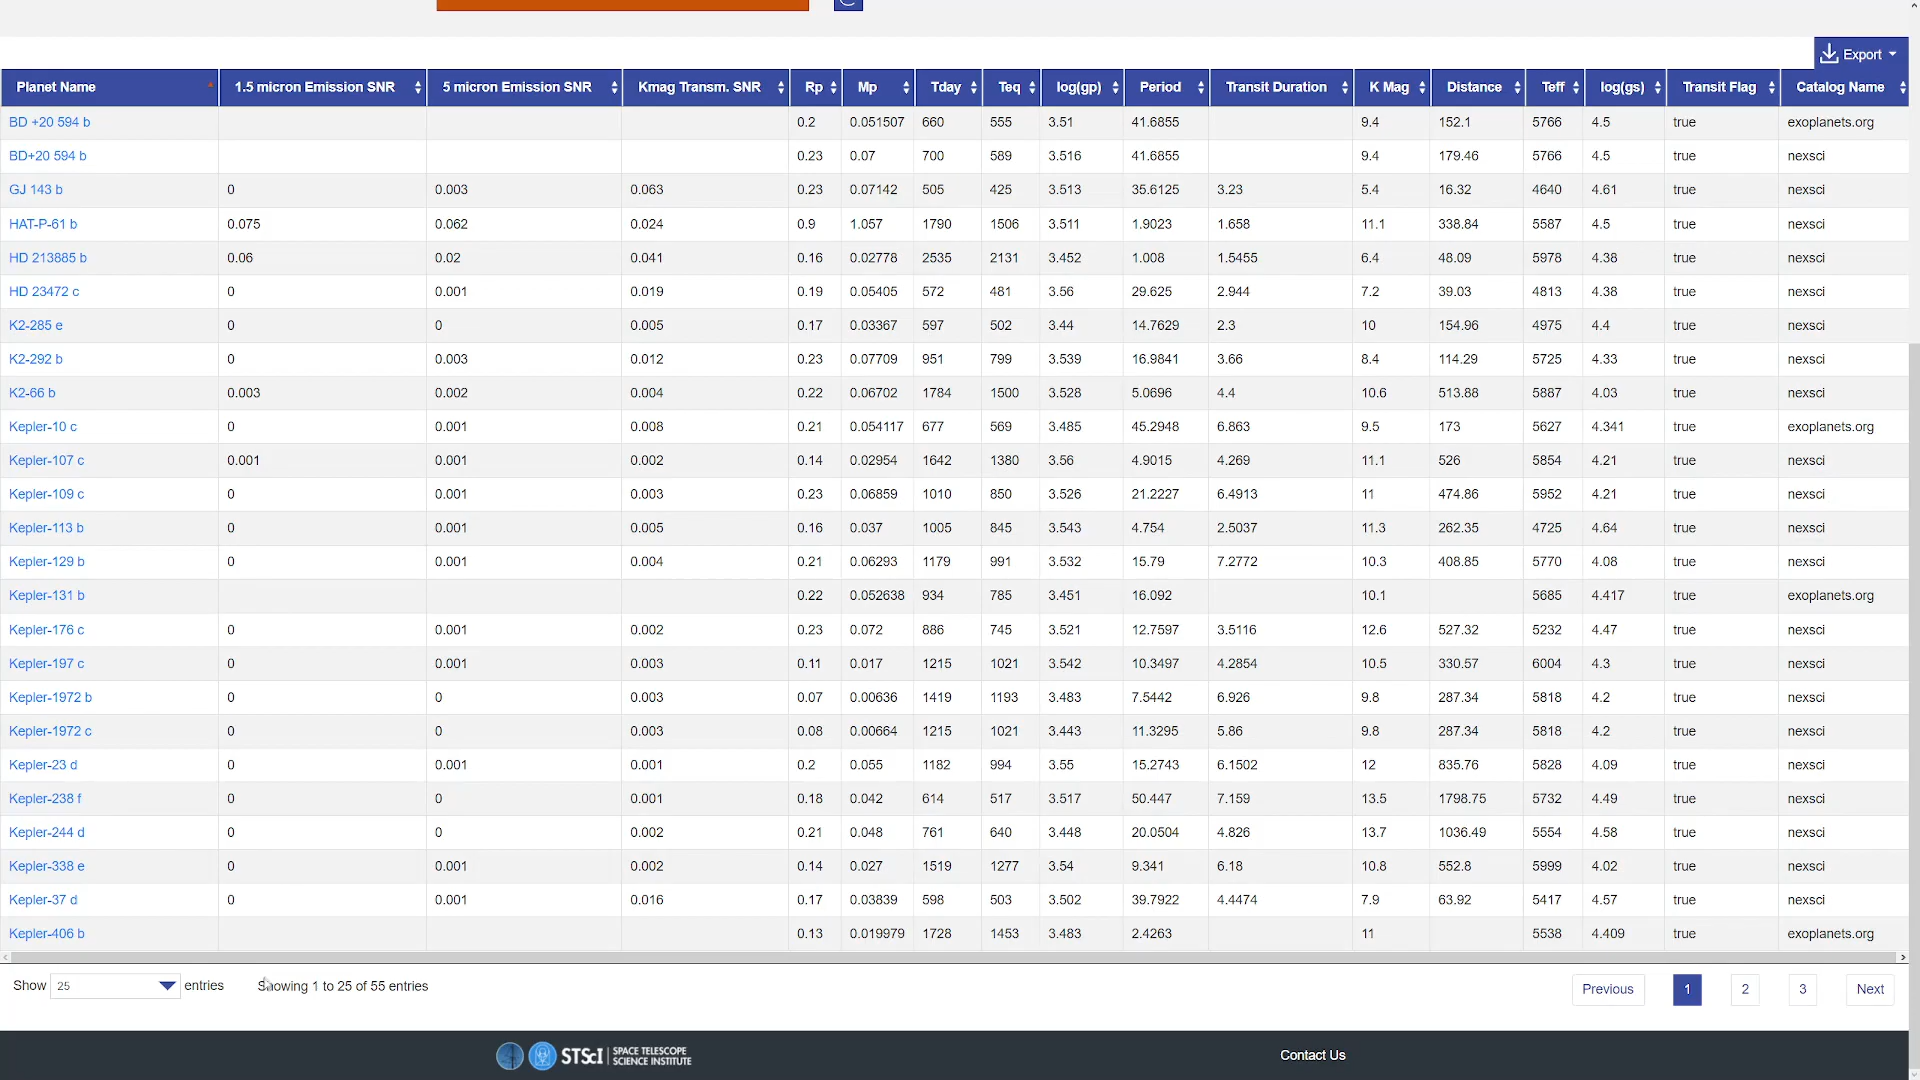 Export
Planet Name 1.5 micron Emission SNR 5 micron Emission SNR Kmag Transm. SNR Rp Mp Tday Teq log(gp) Period Transit Duration K Mag Distance Teff log(gs) Transit Flag Catalog Name
BD +20 594 b 0.2 0.051507 660 555 3.51 41.6855 9.4 152.1 5766 4.5 true exoplanets.org
BD+20 594 b 0.23 0.07 700 589 3.516 41.6855 9.4 179.46 5766 4.5 true nexsci
GJ 143 b 0 0.003 0.063 0.23 0.07142 505 425 3.513 35.6125 3.23 5.4 16.32 4640 4.61 true nexsci
HAT-P-61 b 0.075 0.062 0.024 0.9 1.057 1790 1506 3.511 1.9023 1.658 11.1 338.84 5587 4.5 true nexsci
HD 213885 b 0.06 0.02 0.041 0.16 0.02778 2535 2131 3.452 1.008 1.5455 6.4 48.09 5978 4.38 true nexsci
HD 23472 c 0 0.001 0.019 0.19 0.05405 572 481 3.56 29.625 2.944 7.2 39.03 4813 4.38 true nexsci
K2-285 e 0 0 0.005 0.17 0.03367 597 502 3.44 14.7629 2.3 10 154.96 4975 4.4 true nexsci
K2-292 b 0 0.003 0.012 0.23 0.07709 951 799 3.539 16.9841 3.66 8.4 114.29 5725 4.33 true nexsci
K2-66 b 0.003 0.002 0.004 0.22 0.06702 1784 1500 3.528 5.0696 4.4 10.6 513.88 5887 4.03 true nexsci
Kepler-10 c 0 0.001 0.008 0.21 0.054117 677 569 3.485 45.2948 6.863 9.5 173 5627 4.341 true exoplanets.org
Kepler-107 c 0.001 0.001 0.002 0.14 0.02954 1642 1380 3.56 4.9015 4.269 11.1 526 5854 4.21 true nexsci
Kepler-109 c 0 0.001 0.003 0.23 0.06859 1010 850 3.526 21.2227 6.4913 11 474.86 5952 4.21 true nexsci
Kepler-113 b 0 0.001 0.005 0.16 0.037 1005 845 3.543 4.754 2.5037 11.3 262.35 4725 4.64 true nexsci
Kepler-129 b 0 0.001 0.004 0.21 0.06293 1179 991 3.532 15.79 7.2772 10.3 408.85 5770 4.08 true nexsci
Kepler-131 b 0.22 0.052638 934 785 3.451 16.092 10.1 5685 4.417 true exoplanets.org
Kepler-176 c 0 0.001 0.002 0.23 0.072 886 745 3.521 12.7597 3.5116 12.6 527.32 5232 4.47 true nexsci
Kepler-197 c 0 0.001 0.003 0.11 0.017 1215 1021 3.542 10.3497 4.2854 10.5 330.57 6004 4.3 true nexsci
Kepler-1972 b 0 0 0.003 0.07 0.00636 1419 1193 3.483 7.5442 6.926 9.8 287.34 5818 4.2 true nexsci
Kepler-1972 c 0 0 0.003 0.08 0.00664 1215 1021 3.443 11.3295 5.86 9.8 287.34 5818 4.2 true nexsci
Kepler-23 d 0 0.001 0.001 0.2 0.055 1182 994 3.55 15.2743 6.1502 12 835.76 5828 4.09 true nexsci
Kepler-238 f 0 0 0.001 0.18 0.042 614 517 3.517 50.447 7.159 13.5 1798.75 5732 4.49 true nexsci
Kepler-244 d 0 0 0.002 0.21 0.048 761 640 3.448 20.0504 4.826 13.7 1036.49 5554 4.58 true nexsci
Kepler-338 e 0 0.001 0.002 0.14 0.027 1519 1277 3.54 9.341 6.18 10.8 552.8 5999 4.02 true nexsci
Kepler-37 d 0 0.001 0.016 0.17 0.03839 598 503 3.502 39.7922 4.4474 7.9 63.92 5417 4.57 true nexsci
Kepler-406 b 0.13 0.019979 1728 1453 3.483 2.4263 11 5538 4.409 true exoplanets.org
Show 25 entries Showing 1 to 25 of 55 entries Previous 1 2 3 Next
STScI SPACE TELESCOPE
SCIENCE INSTITUTE
Contact Us